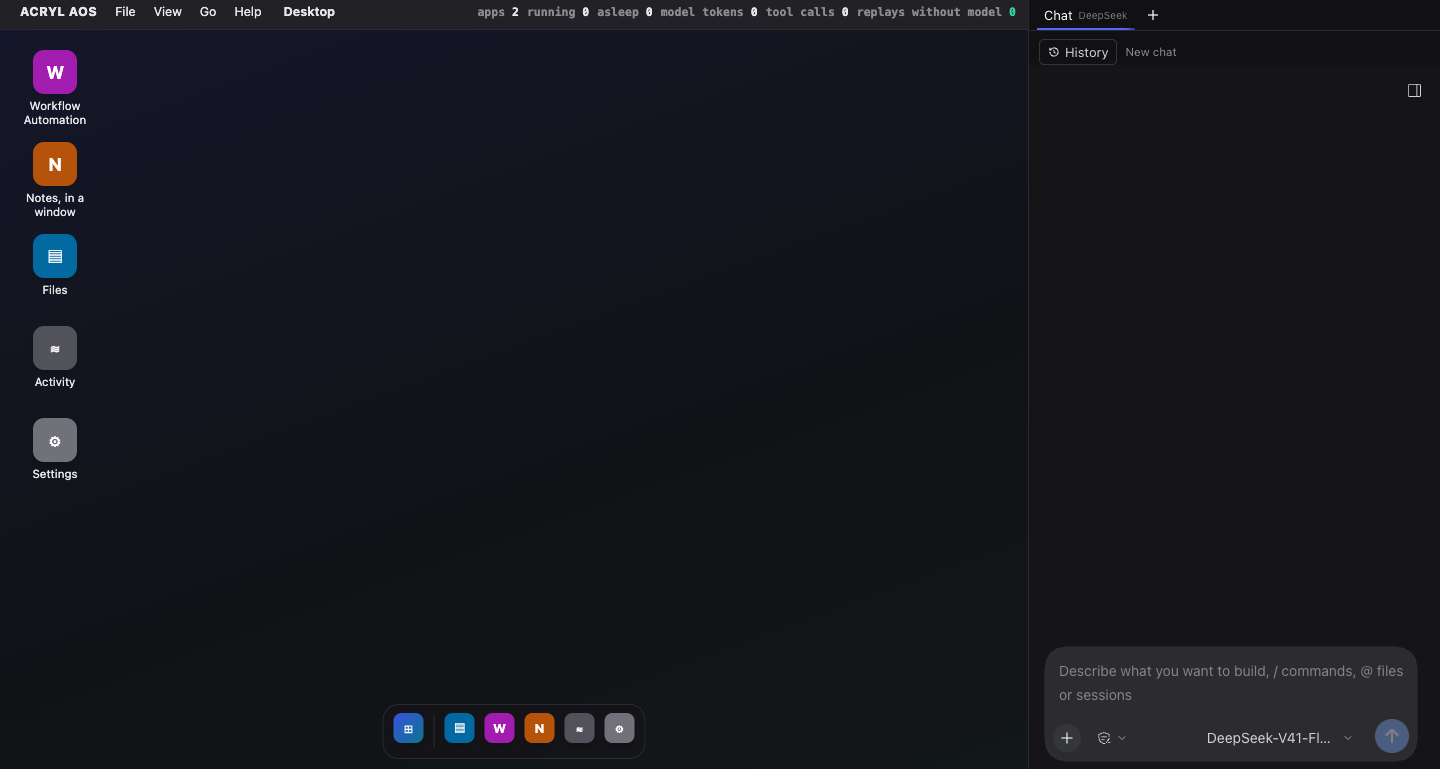 ACRYL AOS File View Go Help Desktop apps 2 running 0 asleep 0 model tokens 0 tool calls 0 replays without model 0
W
Workflow
Automation
N
Notes, in a
window
Files
Activity
Settings
W N
Chat DeepSeek +
History New chat
Describe what you want to build, / commands, @ files
or sessions
DeepSeek-V41-Fl...